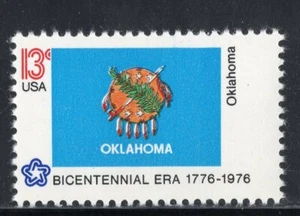 13c
USA
Oklahoma
OKLAHOMA
BICENTENNIAL ERA 1776-1976